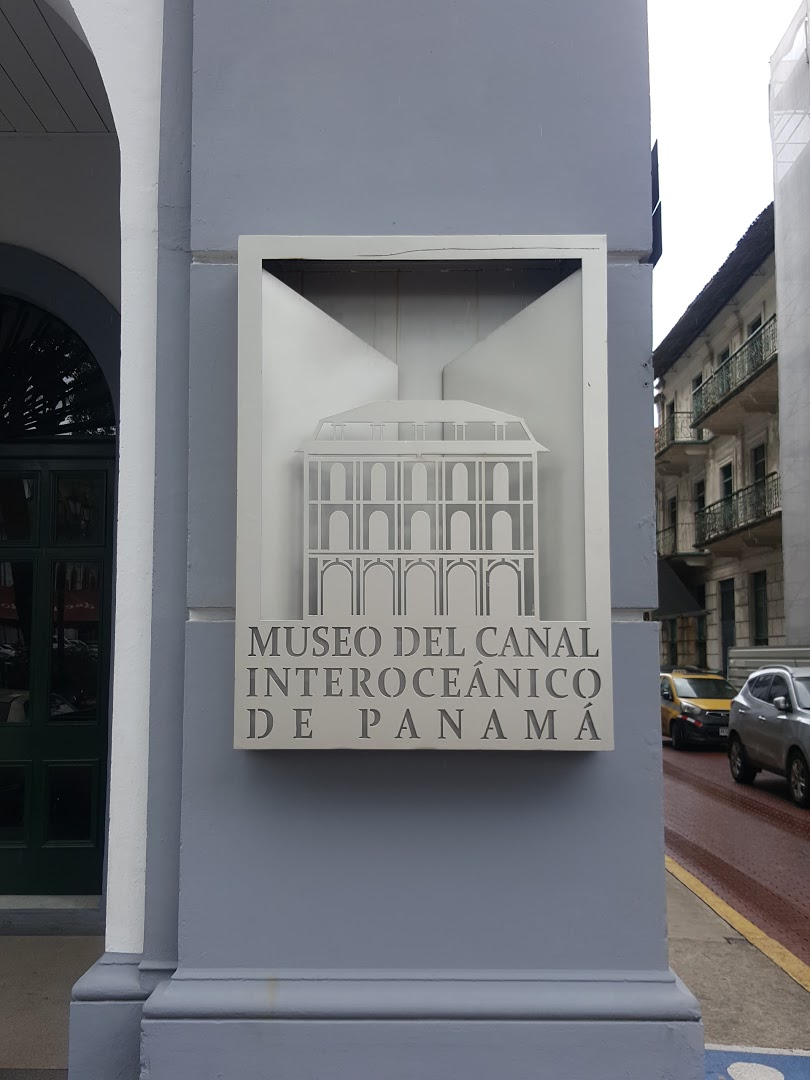 MUSEO DEL CANAL
INTEROCEÁNICO
DE PANAMÁ